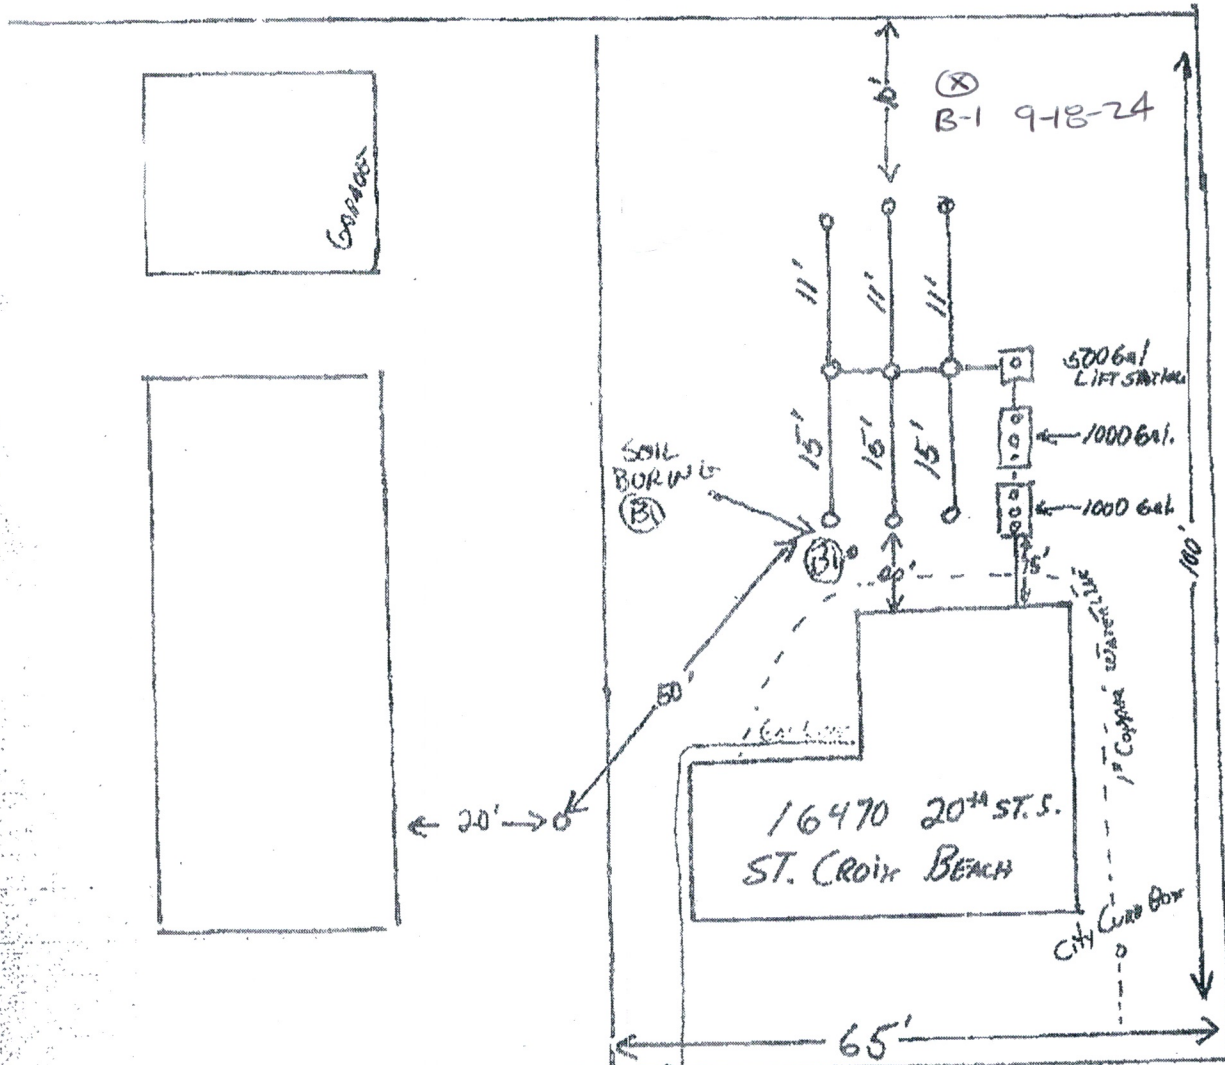 10'
X
B-1 9-18-24
GARAGE
11' 11' 11'
500 Gal
LIFT STATION
1000 Gal.
15' 15' 15'
SOIL
BORING
B1
1000 Gal.
B1
15'
100'
50'
1" Copper Water Line
Gas Line
20'
16470 20TH ST. S.
ST. CROIX BEACH
City Curb Box
65'